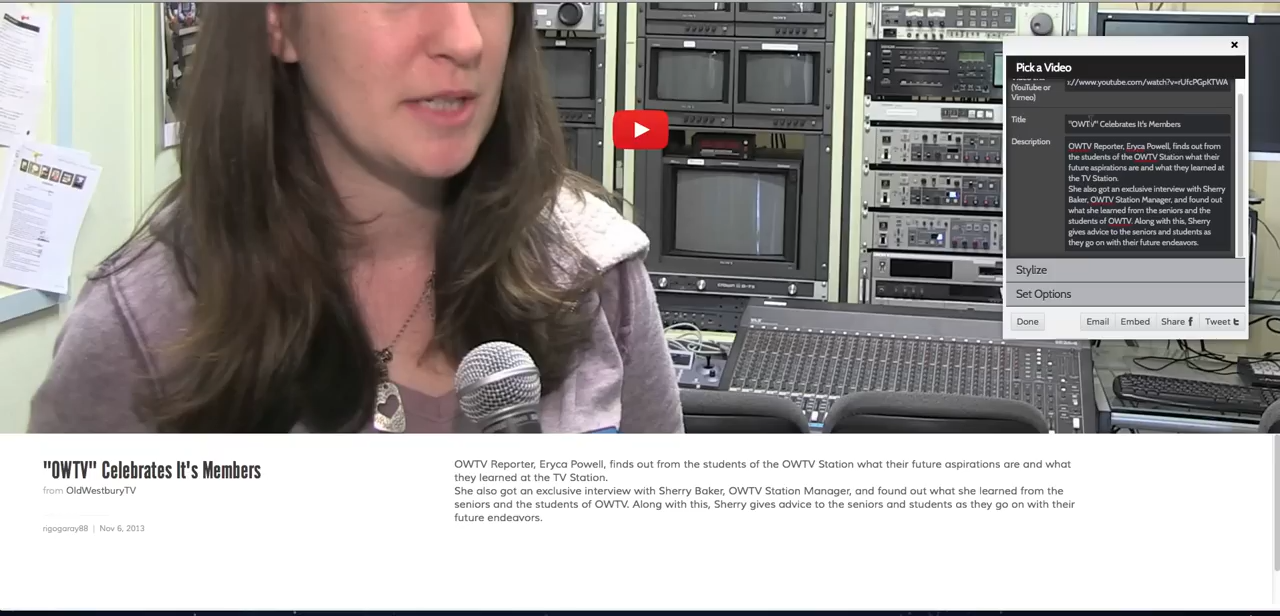 Pick a Video
(YouTube or
Vimeo)
://www.youtube.com/watch?v=rUfcPGpKTWA
Title
"OWTV" Celebrates It's Members
Description
OWTV Reporter, Eryca Powell, finds out from
the students of the OWTV Station what their
future aspirations are and what they learned at
the TV Station.
She also got an exclusive interview with Sherry
Baker, OWTV Station Manager, and found out
what she learned from the seniors and the
students of OWTV. Along with this, Sherry
gives advice to the seniors and students as
they go on with their future endeavors.
Stylize
Set Options
Done Email Embed Share f Tweet t
"OWTV" Celebrates It's Members
from OldWestburyTV
rigogaray88 | Nov 6, 2013
OWTV Reporter, Eryca Powell, finds out from the students of the OWTV Station what their future aspirations are and what
they learned at the TV Station.
She also got an exclusive interview with Sherry Baker, OWTV Station Manager, and found out what she learned from the
seniors and the students of OWTV. Along with this, Sherry gives advice to the seniors and students as they go on with their
future endeavors.